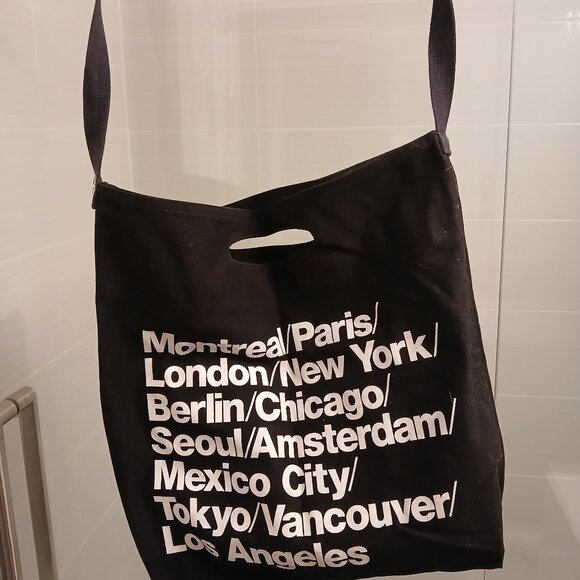 Montreal/Paris/
London/New York/
Berlin/Chicago/
Seoul/Amsterdam/
Mexico City/
Tokyo/Vancouver/
Los Angeles